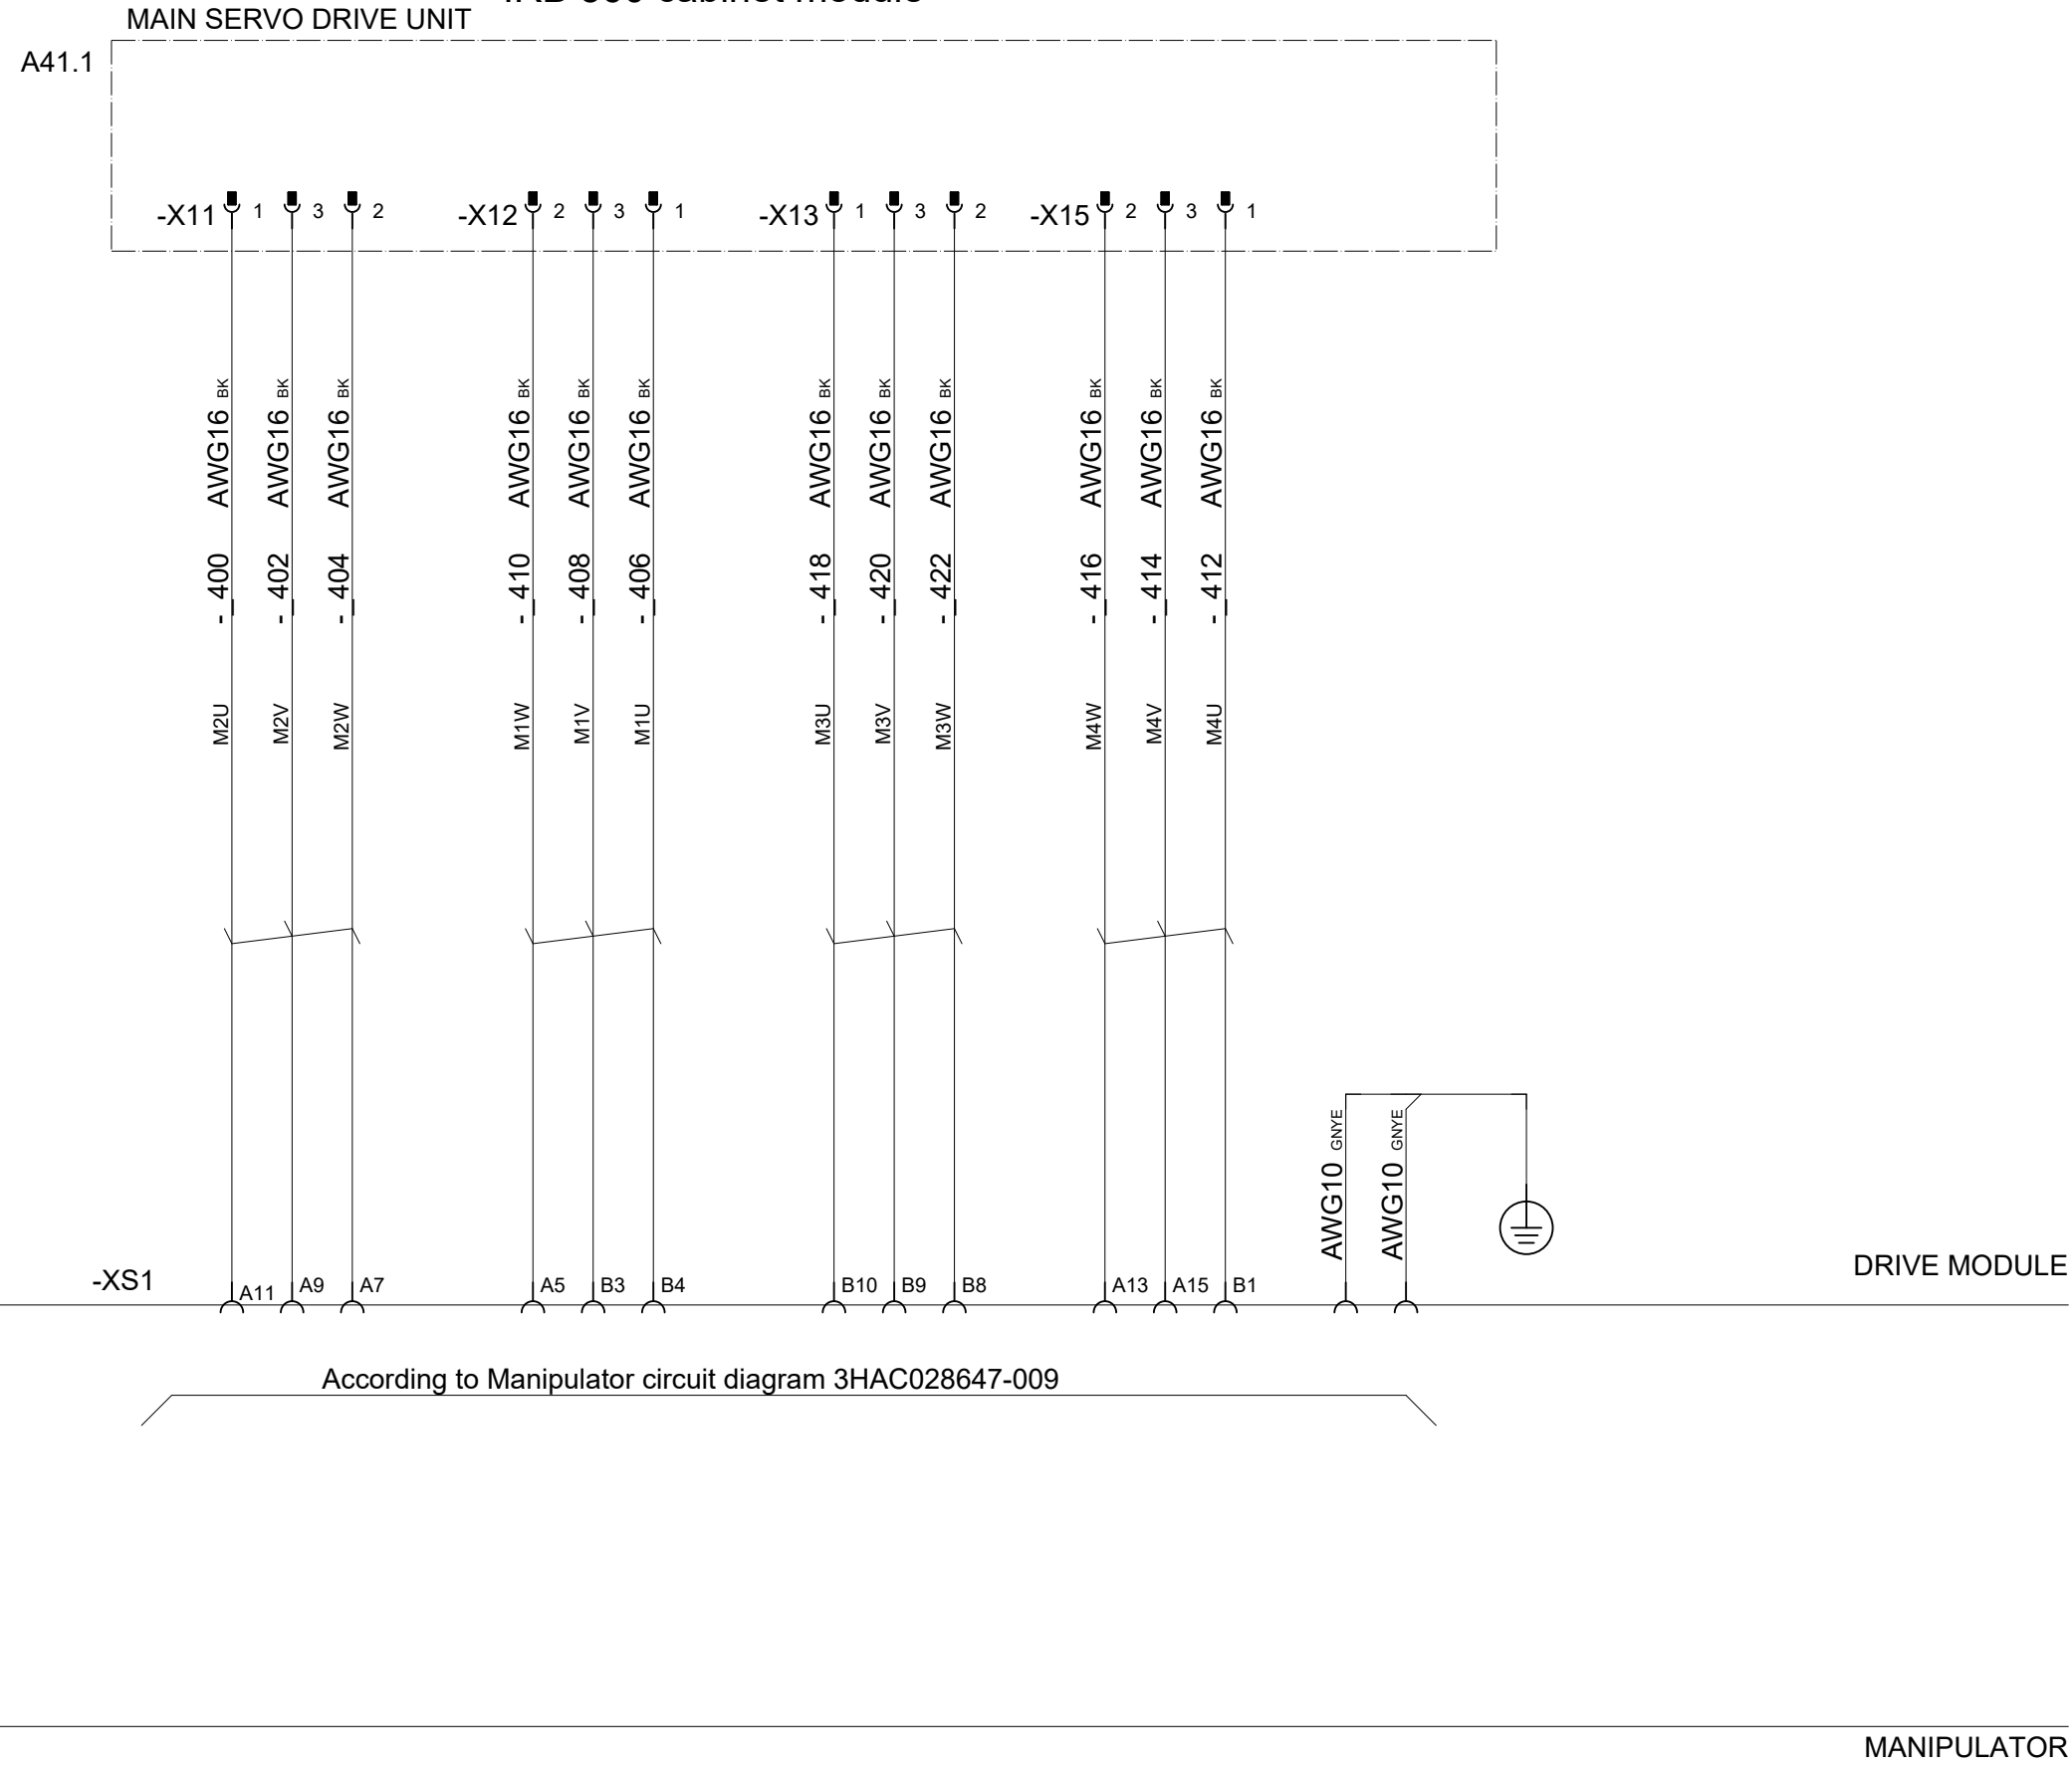 MAIN SERVO DRIVE UNIT
A41.1
-X11 1 3 2 -X12 2 3 1 -X13 1 3 2 -X15 2 3 1
AWG16 BK AWG16 BK AWG16 BK AWG16 BK AWG16 BK AWG16 BK AWG16 BK AWG16 BK AWG16 BK AWG16 BK AWG16 BK AWG16 BK
- 400 - 402 - 404 - 410 - 408 - 406 - 418 - 420 - 422 - 416 - 414 - 412
M2U M2V M2W M1W M1V M1U M3U M3V M3W M4W M4V M4U
AWG10 GNYE AWG10 GNYE
DRIVE MODULE
-XS1 A11 A9 A7 A5 B3 B4 B10 B9 B8 A13 A15 B1
According to Manipulator circuit diagram 3HAC028647-009
MANIPULATOR